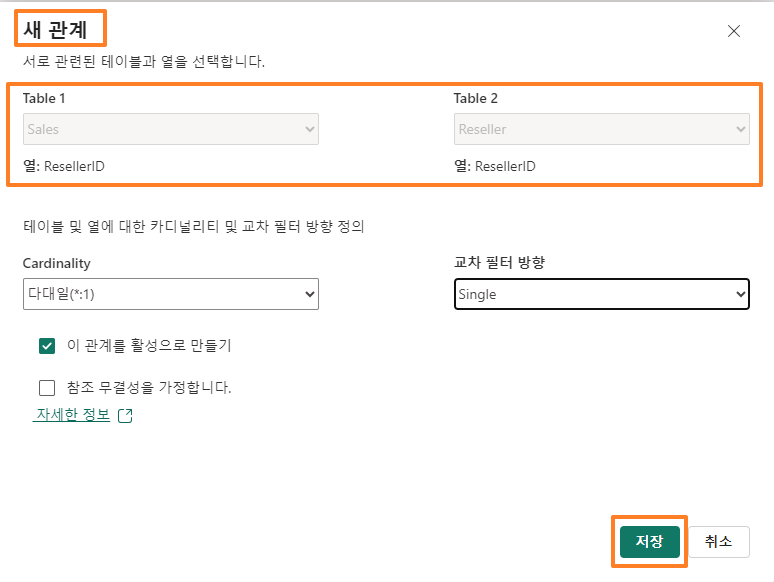 새 관계
서로 관련된 테이블과 열을 선택합니다.
Table 1
Table 2
Sales
Reseller
열: ResellerID
열: ResellerID
테이블 및 열에 대한 카디널리티 및 교차 필터 방향 정의
Cardinality
교차 필터 방향
다대일(*:1)
Single
이 관계를 활성으로 만들기
참조 무결성을 가정합니다.
자세한 정보
저장
취소